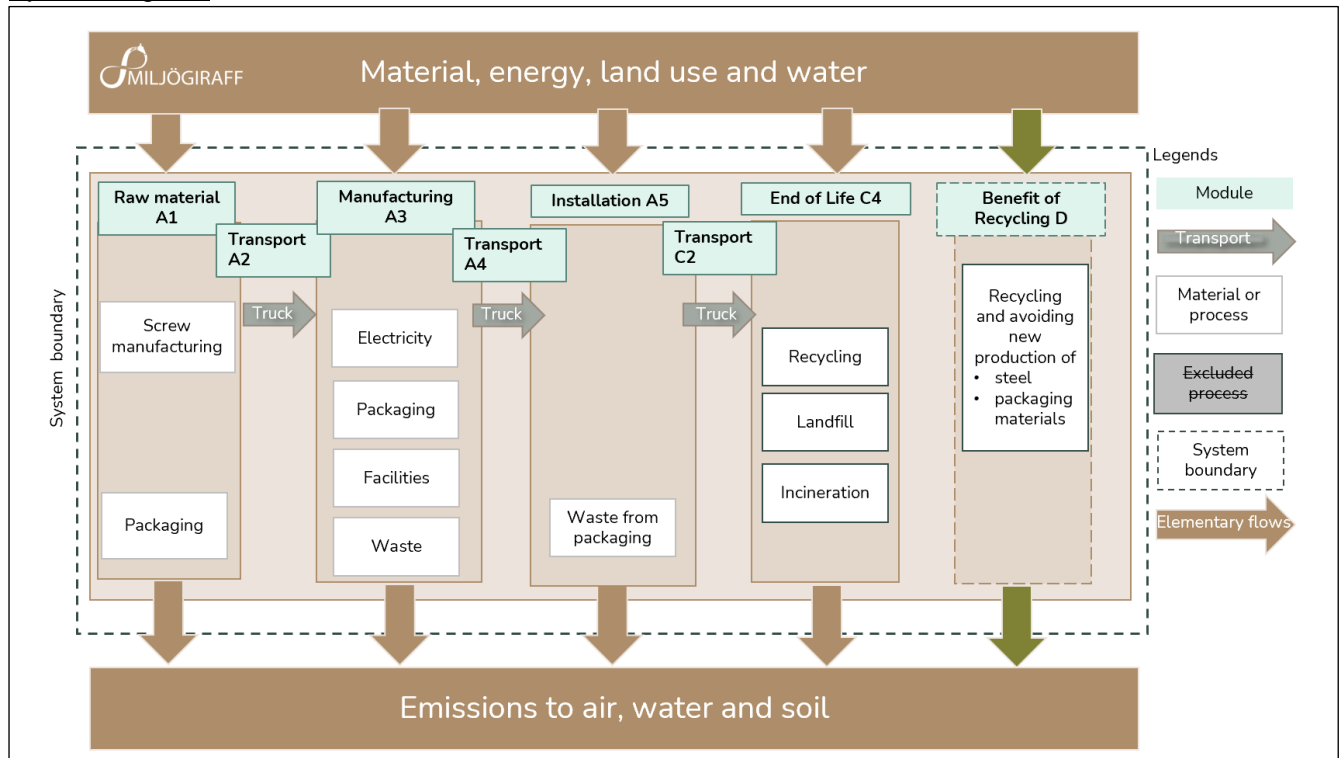 MILJÖGIRAFF
Material, energy, land use and water
System boundary
Raw material
A1
Transport
A2
Screw
manufacturing
Packaging
Truck
Manufacturing
A3
Transport
A4
Electricity
Packaging
Facilities
Waste
Truck
Installation A5
Transport
C2
Waste from
packaging
Truck
End of Life C4
Recycling
Landfill
Incineration
Benefit of
Recycling D
Recycling
and avoiding
new
production of
• steel
• packaging
materials
Legends
Module
Transport
Material or
process
Excluded
process
System
boundary
Elementary flows
Emissions to air, water and soil